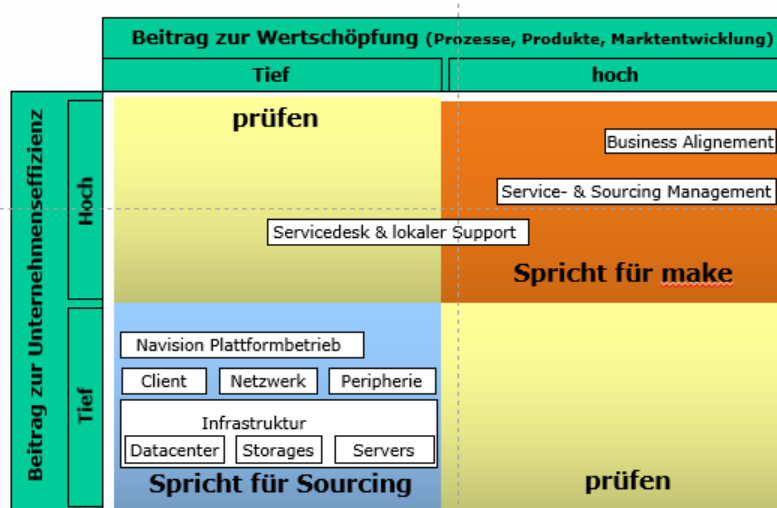 Beitrag zur Wertschöpfung (Prozesse, Produkte, Marktentwicklung)
Tief
hoch
Beitrag zur Unternehmenseffizienz
Hoch
prüfen
Business Alignement
Service- & Sourcing Management
Servicedesk & lokaler Support
Spricht für make
Tief
Navision Plattformbetrieb
Client
Netzwerk
Peripherie
Infrastruktur
Datacenter
Storages
Servers
Spricht für Sourcing
prüfen